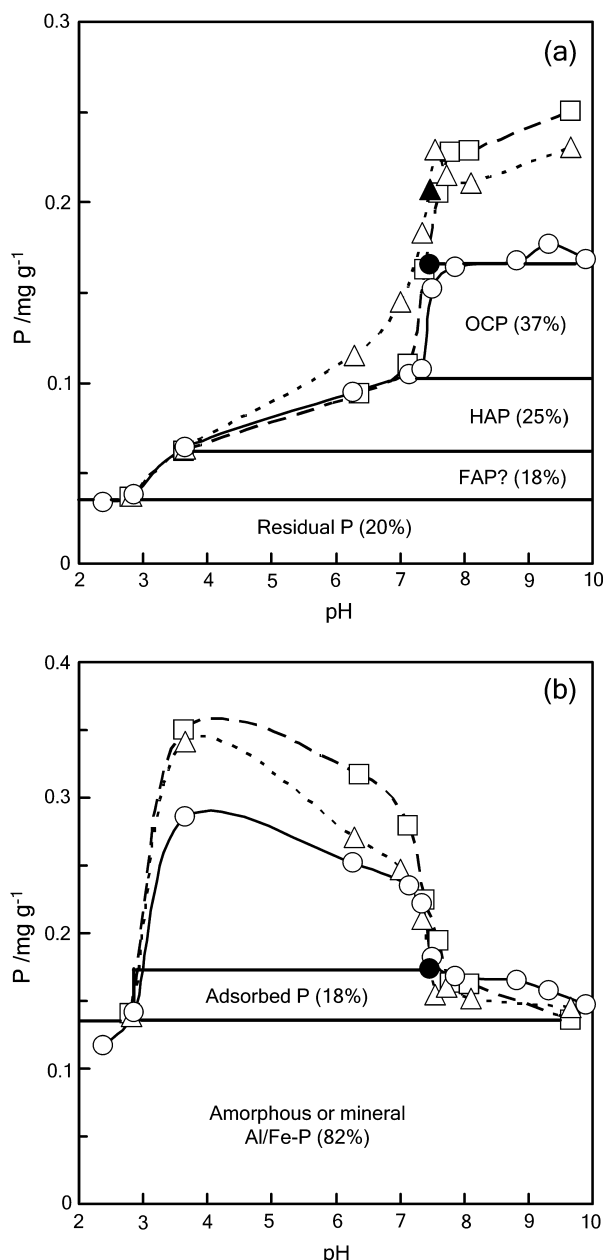 (a)
0.3
0.2
0.1
0
P /mg g⁻¹
OCP (37%)
HAP (25%)
FAP? (18%)
Residual P (20%)
2 3 4 5 6 7 8 9 10
pH
(b)
0.4
0.3
0.2
0.1
0
P /mg g⁻¹
Adsorbed P (18%)
Amorphous or mineral
Al/Fe-P (82%)
2 3 4 5 6 7 8 9 10
pH